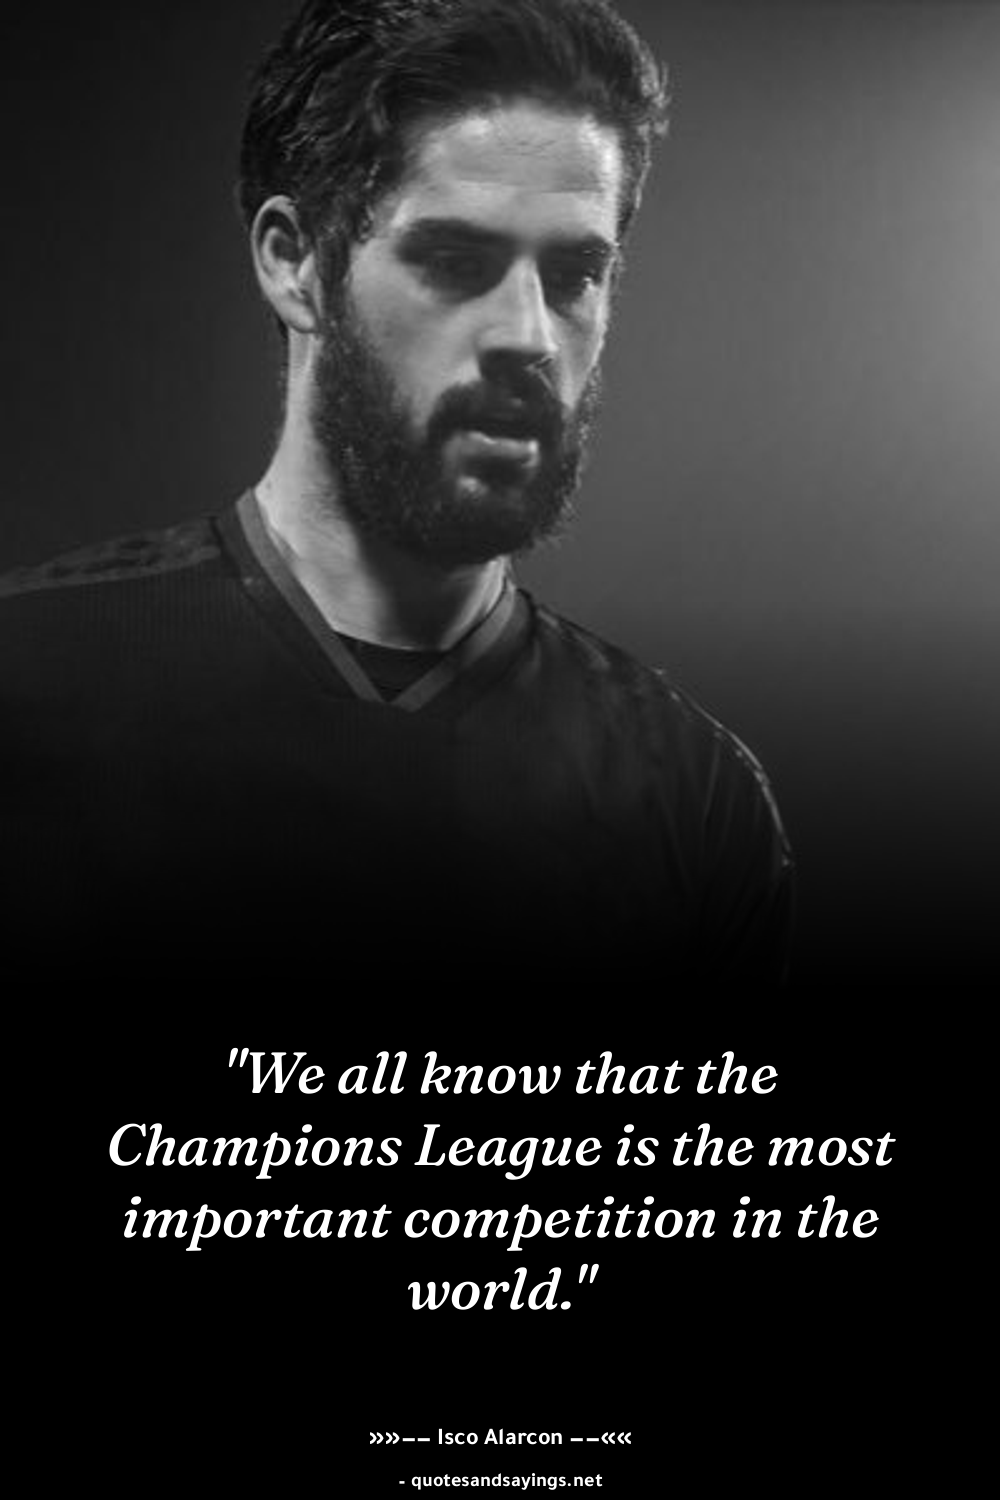 "We all know that the
Champions League is the most
important competition in the
world."
»»−− Isco Alarcon −−««
- quotesandsayings.net